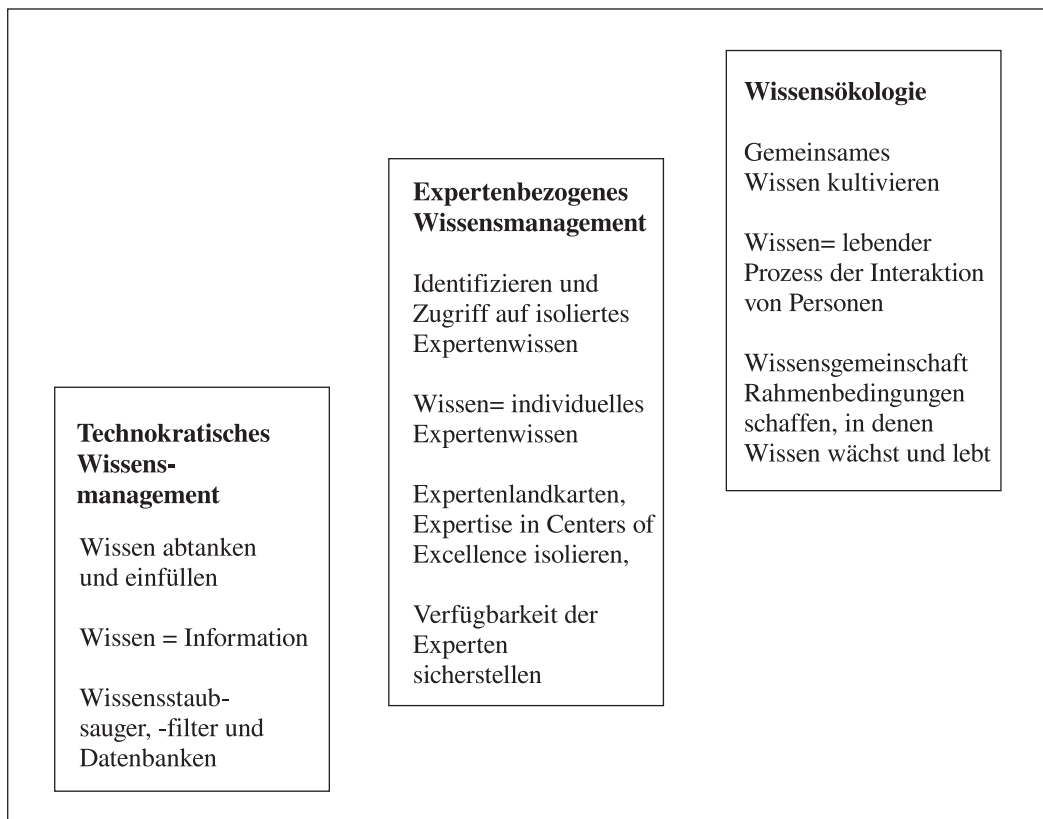 Technokratisches
Wissens-
management
Wissen abtanken
und einfüllen
Wissen = Information
Wissensstaub-
sauger, -filter und
Datenbanken
Expertenbezogenes
Wissensmanagement
Identifizieren und
Zugriff auf isoliertes
Expertenwissen
Wissen= individuelles
Expertenwissen
Expertenlandkarten,
Expertise in Centers of
Excellence isolieren,
Verfügbarkeit der
Experten
sicherstellen
Wissensökologie
Gemeinsames
Wissen kultivieren
Wissen= lebender
Prozess der Interaktion
von Personen
Wissensgemeinschaft
Rahmenbedingungen
schaffen, in denen
Wissen wächst und lebt